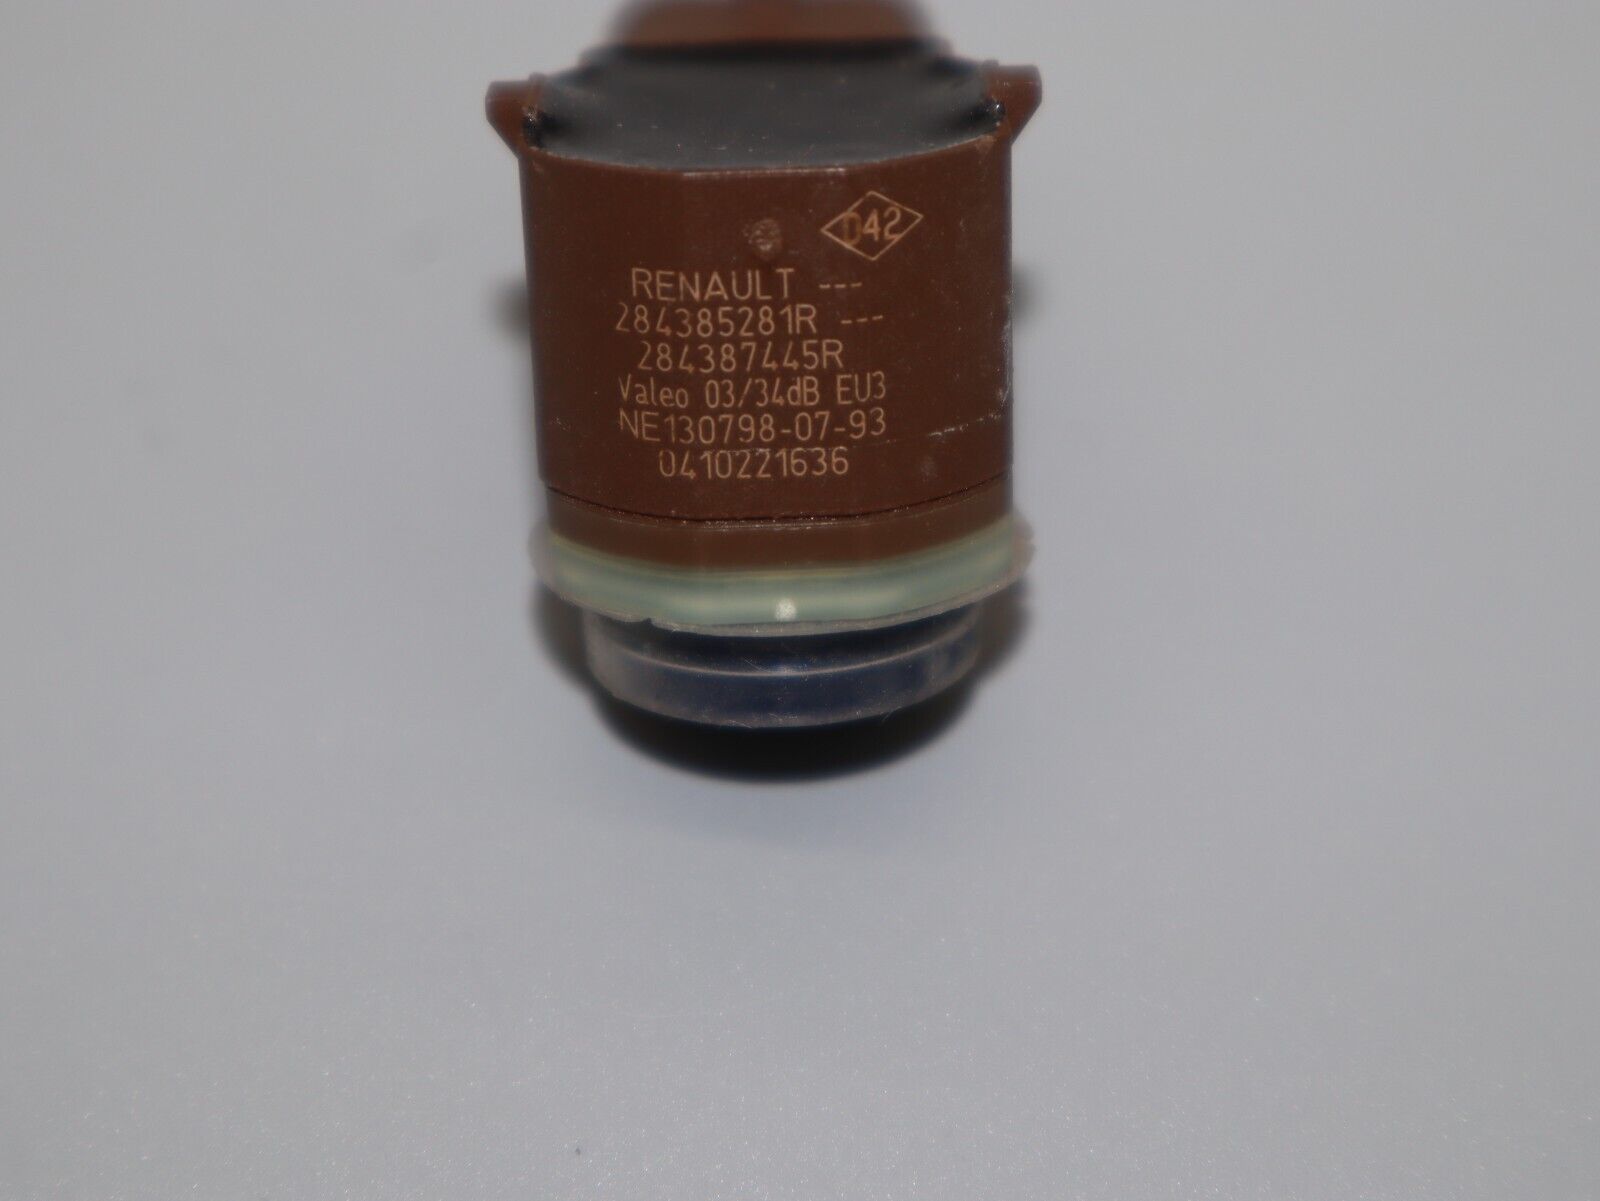 D42
RENAULT ---
284385281R ---
284387445R
Valeo 03/34dB EU3
NE130798-07-93
0410221636